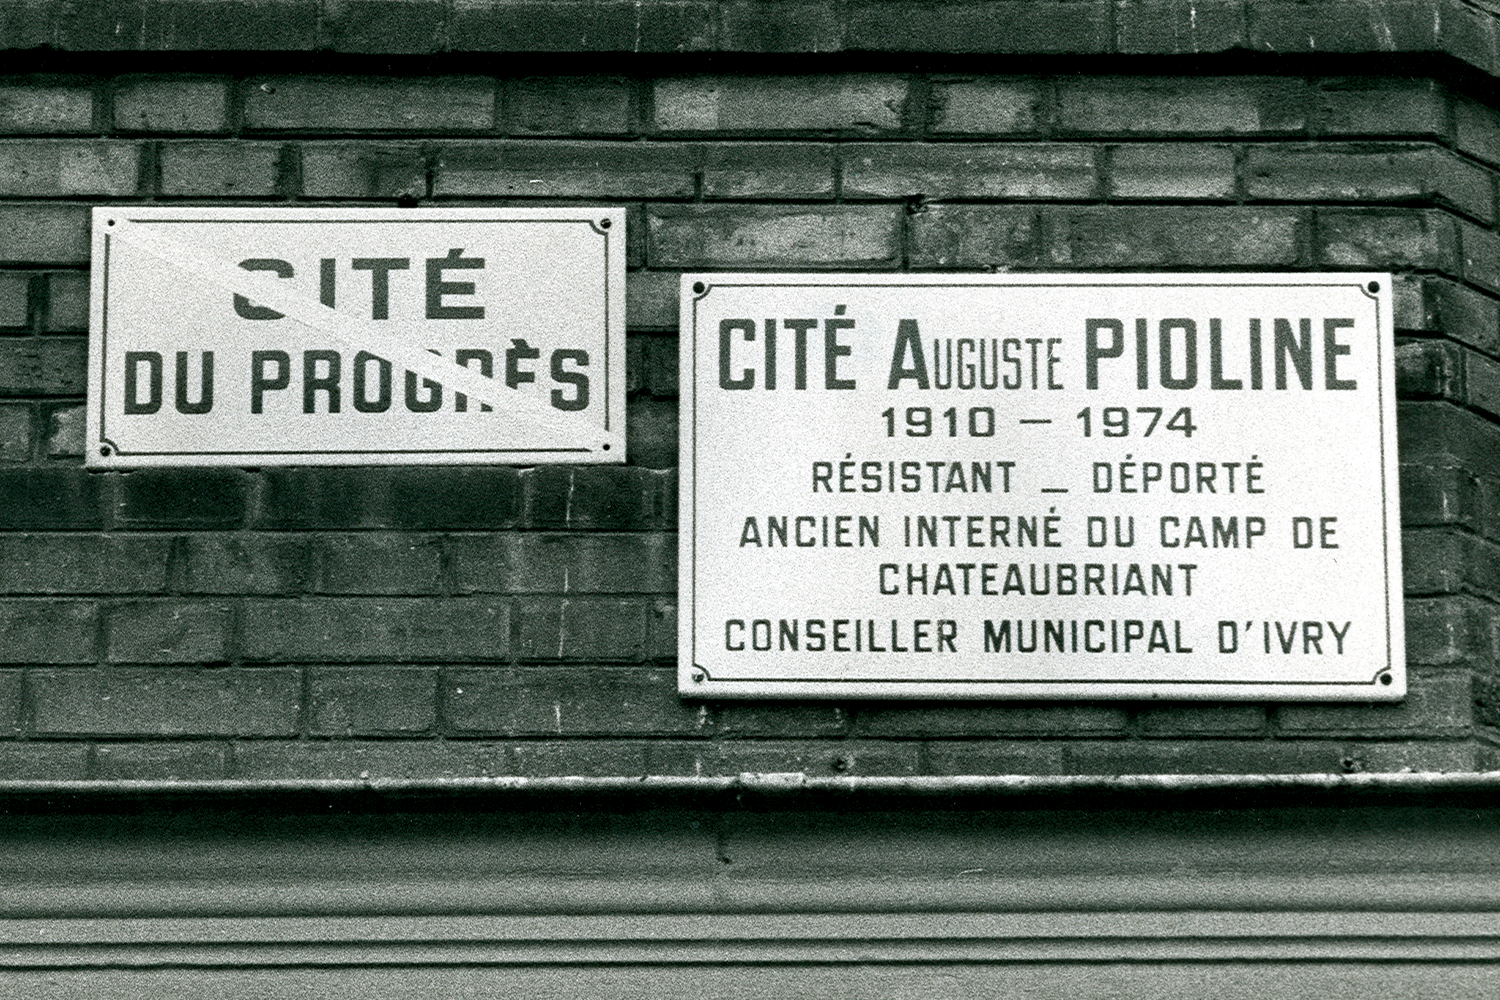 CITÉ
DU PROGRÈS
CITÉ AUGUSTE PIOLINE
1910 – 1974
RÉSISTANT _ DÉPORTÉ
ANCIEN INTERNÉ DU CAMP DE
CHATEAUBRIANT
CONSEILLER MUNICIPAL D'IVRY